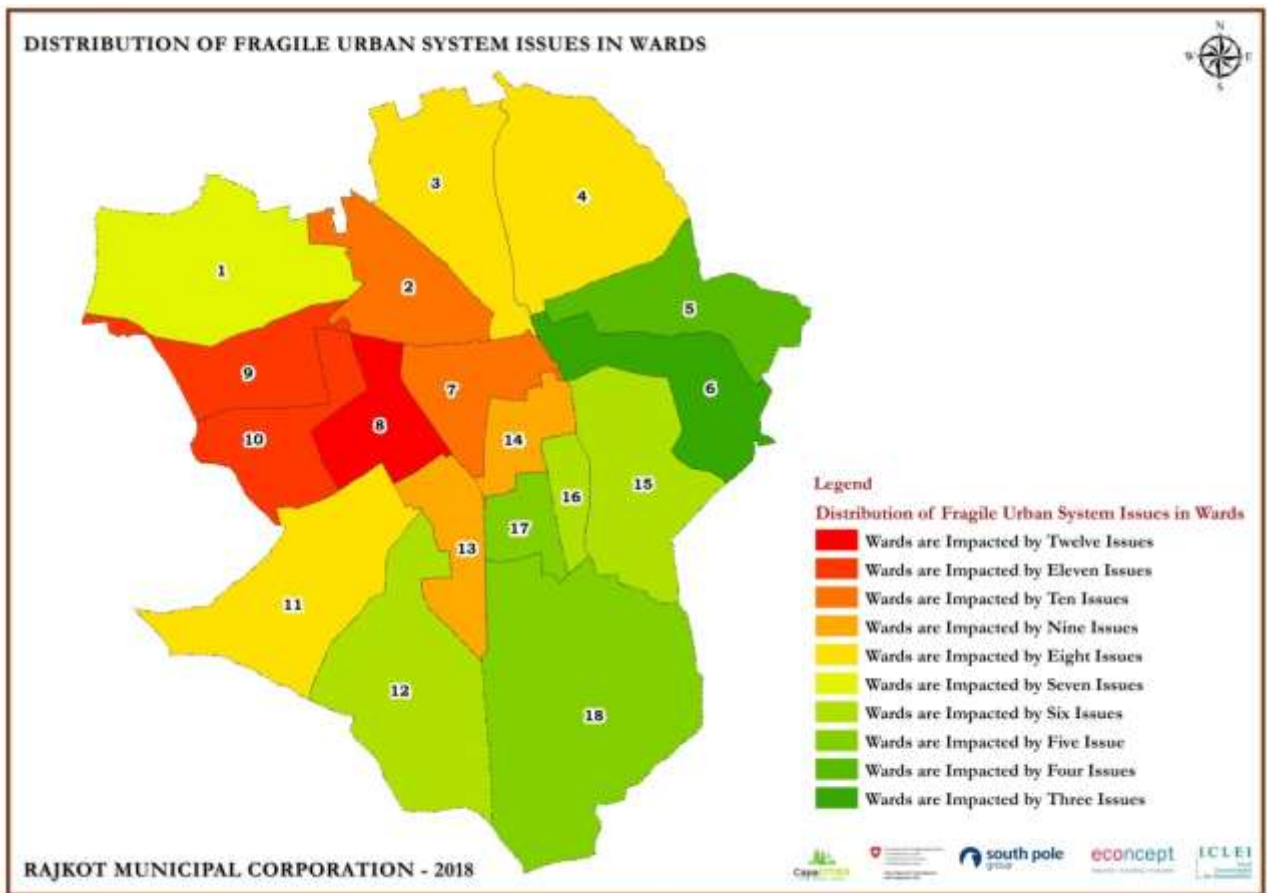 DISTRIBUTION OF FRAGILE URBAN SYSTEM ISSUES IN WARDS
N
W E
S
3
4
1
2
5
9
7
6
8
10
14
15
16
17
13
11
12
18
Legend
Distribution of Fragile Urban System Issues in Wards
Wards are Impacted by Twelve Issues
Wards are Impacted by Eleven Issues
Wards are Impacted by Ten Issues
Wards are Impacted by Nine Issues
Wards are Impacted by Eight Issues
Wards are Impacted by Seven Issues
Wards are Impacted by Six Issues
Wards are Impacted by Five Issue
Wards are Impacted by Four Issues
Wards are Impacted by Three Issues
RAJKOT MUNICIPAL CORPORATION - 2018
CapaCITIES
south pole
group
econcept
ICLEI